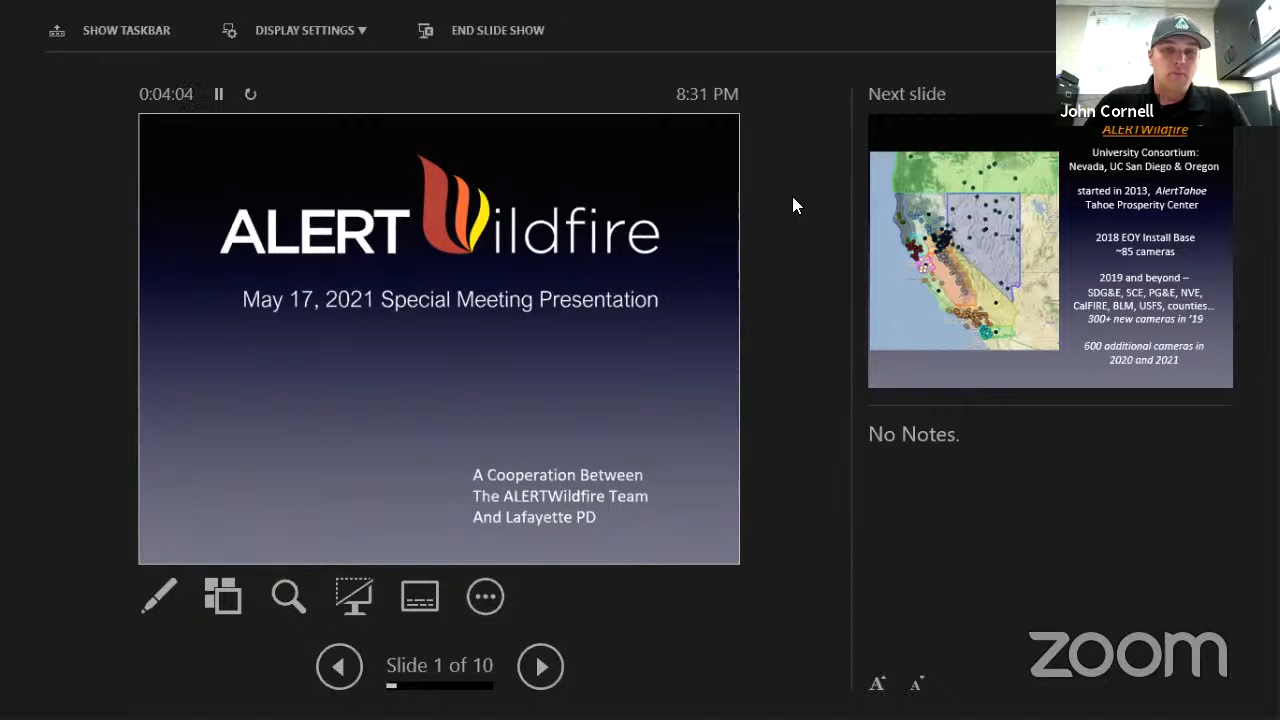 SHOW TASKBAR
DISPLAY SETTINGS ▼
END SLIDE SHOW
John Cornell
0:04:04
8:31 PM
Next slide
ALERTWildfire
May 17, 2021 Special Meeting Presentation
A Cooperation Between
The ALERTWildfire Team
And Lafayette PD
ALERTWildfire
University Consortium:
Nevada, UC San Diego & Oregon
started in 2013, AlertTahoe
Tahoe Prosperity Center
2018 EOY Install Base
~85 cameras
2019 and beyond –
SDG&E, SCE, PG&E, NVE,
CalFIRE, BLM, USFS, counties...
300+ new cameras in '19
600 additional cameras in
2020 and 2021
No Notes.
Slide 1 of 10
A A
zoom